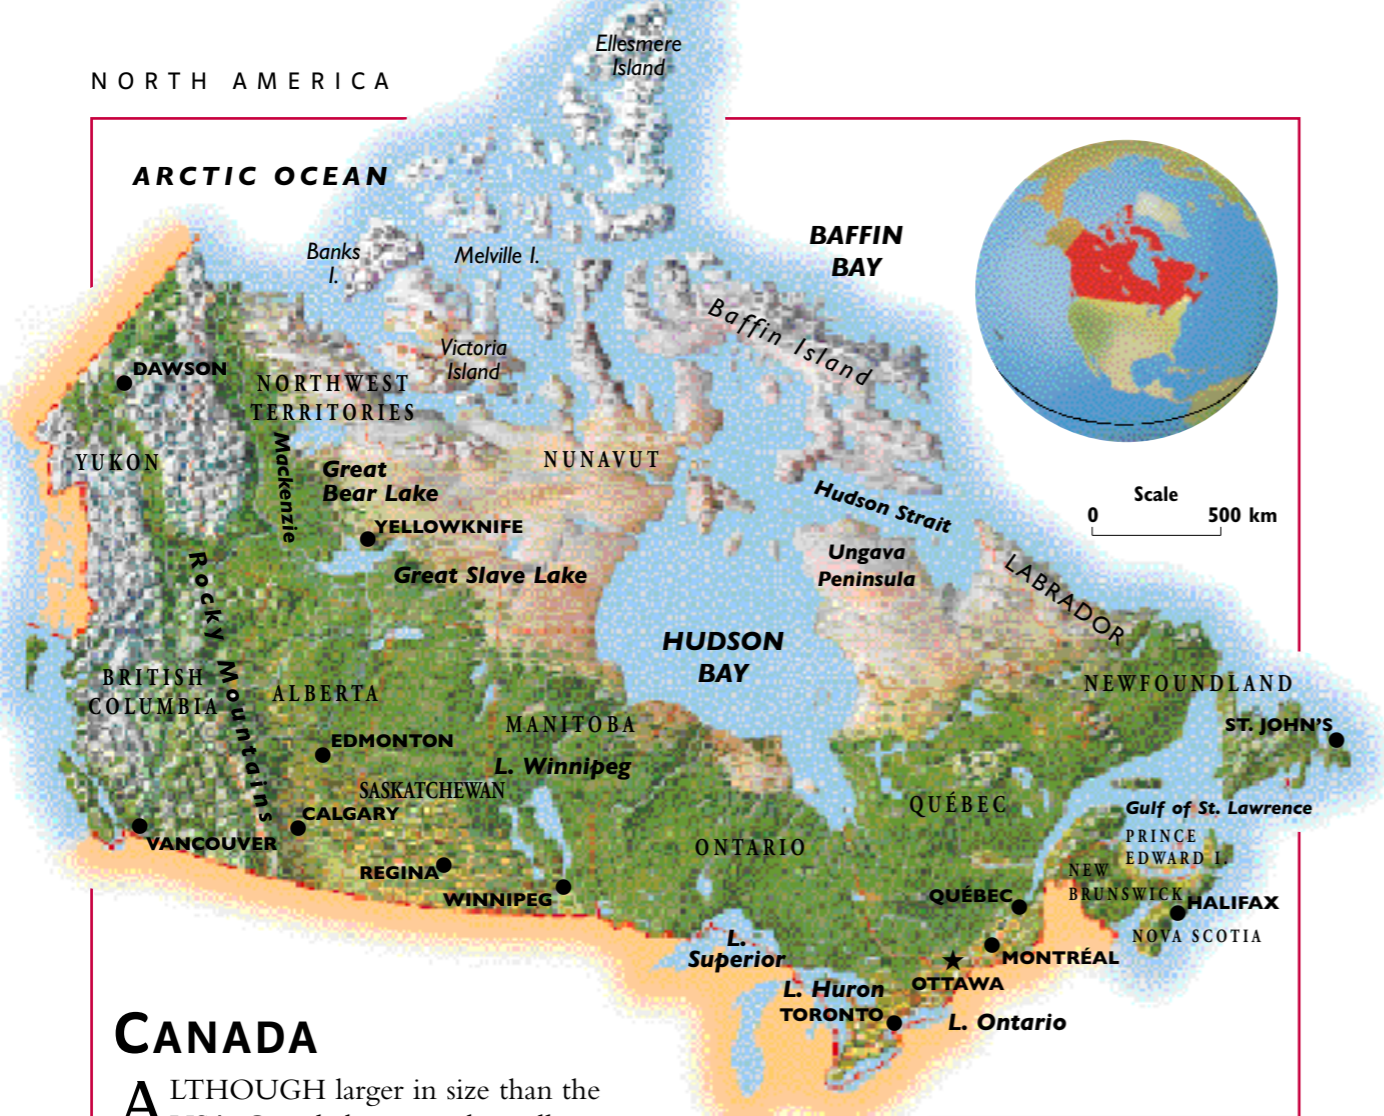 NORTH AMERICA
Ellesmere
Island
ARCTIC OCEAN
Banks
I.
Melville I.
BAFFIN
BAY
Baffin Island
Victoria
Island
DAWSON
NORTHWEST
TERRITORIES
YUKON
Mackenzie
Great
Bear Lake
NUNAVUT
Hudson Strait
Scale
0 500 km
YELLOWKNIFE
Great Slave Lake
Ungava
Peninsula
LABRADOR
Rocky Mountains
HUDSON
BAY
BRITISH
COLUMBIA
ALBERTA
MANITOBA
NEWFOUNDLAND
ST. JOHN'S
EDMONTON
L. Winnipeg
SASKATCHEWAN
CALGARY
QUÉBEC
Gulf of St. Lawrence
VANCOUVER
ONTARIO
PRINCE
EDWARD I.
REGINA
WINNIPEG
NEW
BRUNSWICK
QUÉBEC
HALIFAX
NOVA SCOTIA
L.
Superior
MONTRÉAL
OTTAWA
L. Huron
TORONTO
L. Ontario
CANADA
ALTHOUGH larger in size than the